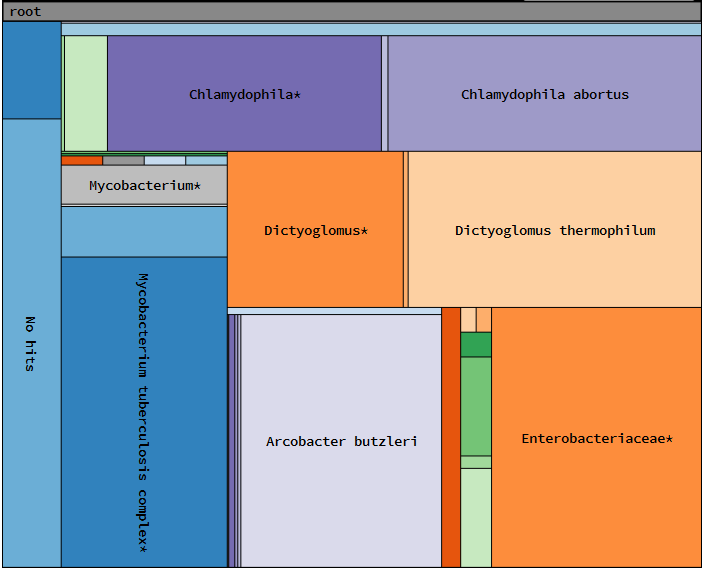 root
Chlamydophila*
Chlamydophila abortus
Mycobacterium*
Dictyoglomus*
Dictyoglomus thermophilum
No hits
Mycobacterium tuberculosis complex*
Arcobacter butzleri
Enterobacteriaceae*